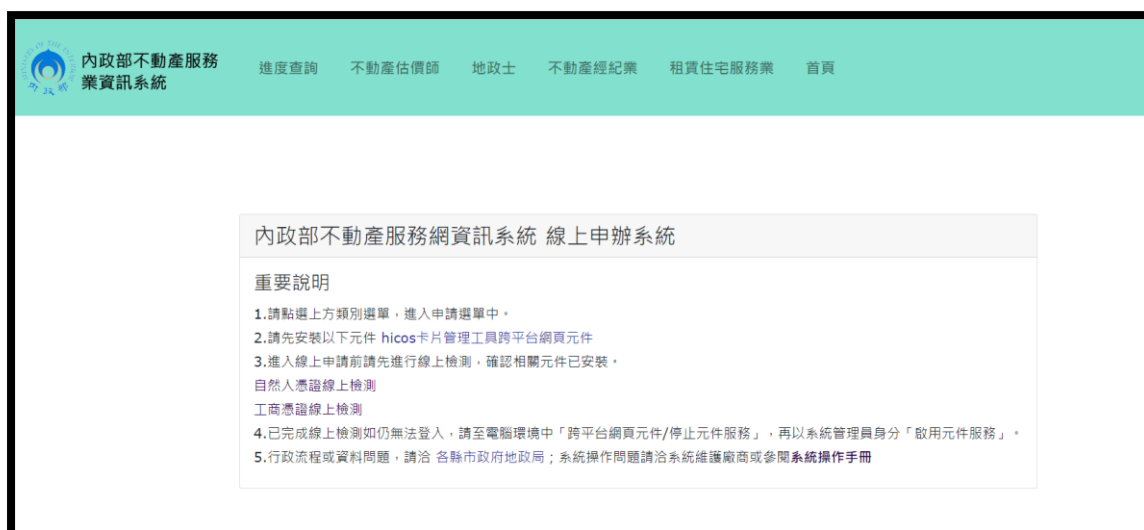 內政部不動產服務
業資訊系統
進度查詢 不動產估價師 地政士 不動產經紀業 租賃住宅服務業 首頁
內政部不動產服務網資訊系統 線上申辦系統
重要說明
1.請點選上方類別選單，進入申請選單中。
2.請先安裝以下元件 hicos卡片管理工具跨平台網頁元件
3.進入線上申請前請先進行線上檢測，確認相關元件已安裝。
自然人憑證線上檢測
工商憑證線上檢測
4.已完成線上檢測如仍無法登入，請至電腦環境中「跨平台網頁元件/停止元件服務」，再以系統管理員身分「啟用元件服務」。
5.行政流程或資料問題，請洽 各縣市政府地政局；系統操作問題請洽系統維護廠商或參閱系統操作手冊